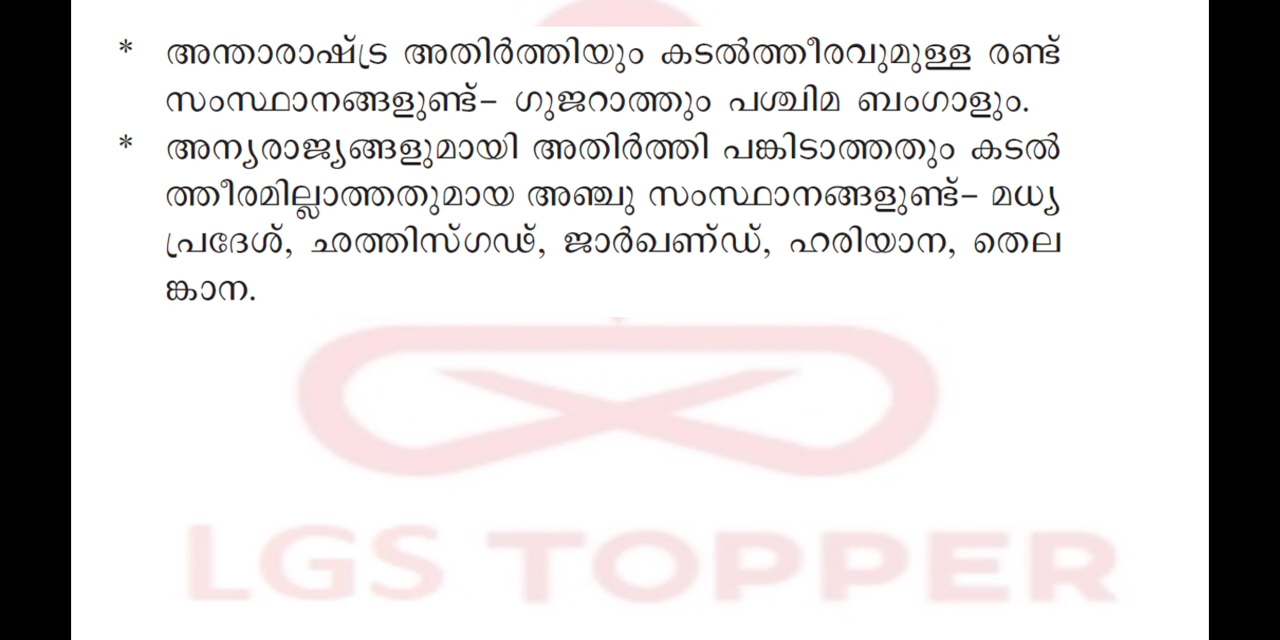 * അന്താരാഷ്ട്ര അതിർത്തിയും കടൽത്തീരവുമുള്ള രണ്ട്
സംസ്ഥാനങ്ങളുണ്ട്- ഗുജറാത്തും പശ്ചിമ ബംഗാളും.
* അന്യരാജ്യങ്ങളുമായി അതിർത്തി പങ്കിടാത്തതും കടൽ
ത്തീരമില്ലാത്തതുമായ അഞ്ചു സംസ്ഥാനങ്ങളുണ്ട്- മധ്യ
പ്രദേശ്, ഛത്തിസ്ഗഢ്, ജാർഖണ്ഡ്, ഹരിയാന, തെല
ങ്കാന.
LGS TOPPER